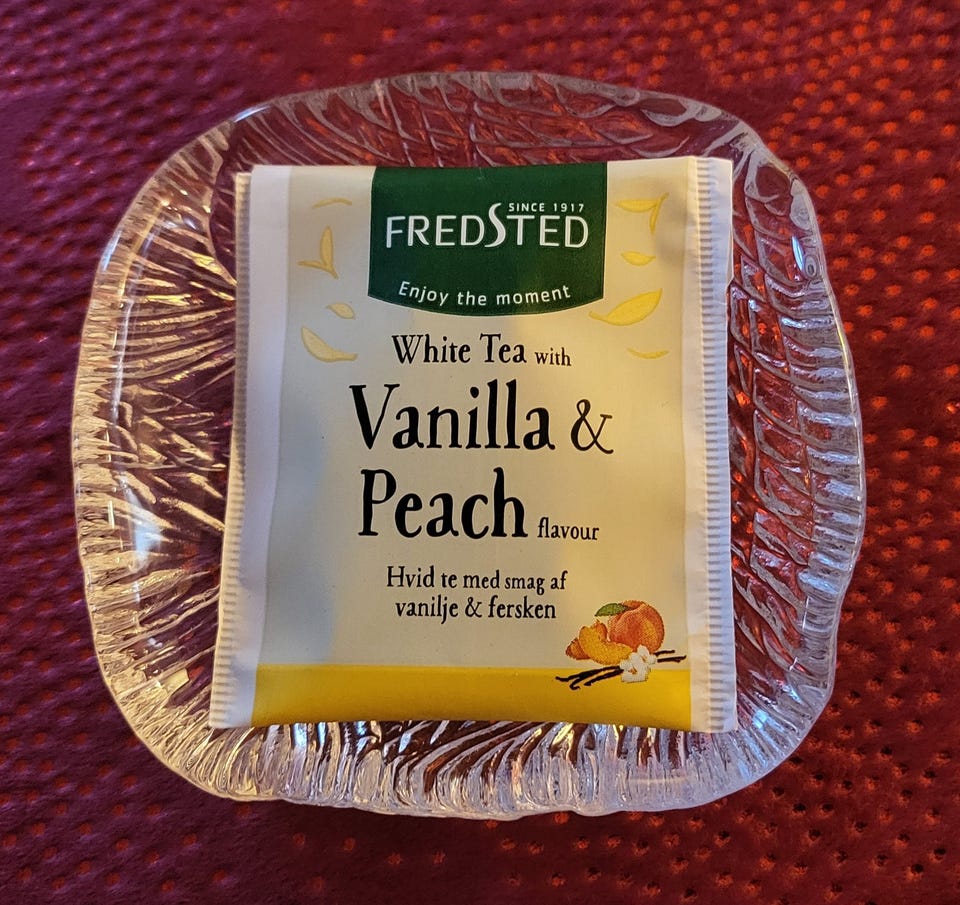 SINCE 1917
FREDSTED
Enjoy the moment
White Tea with
Vanilla &
Peach flavour
Hvid te med smag af
vanilje & fersken